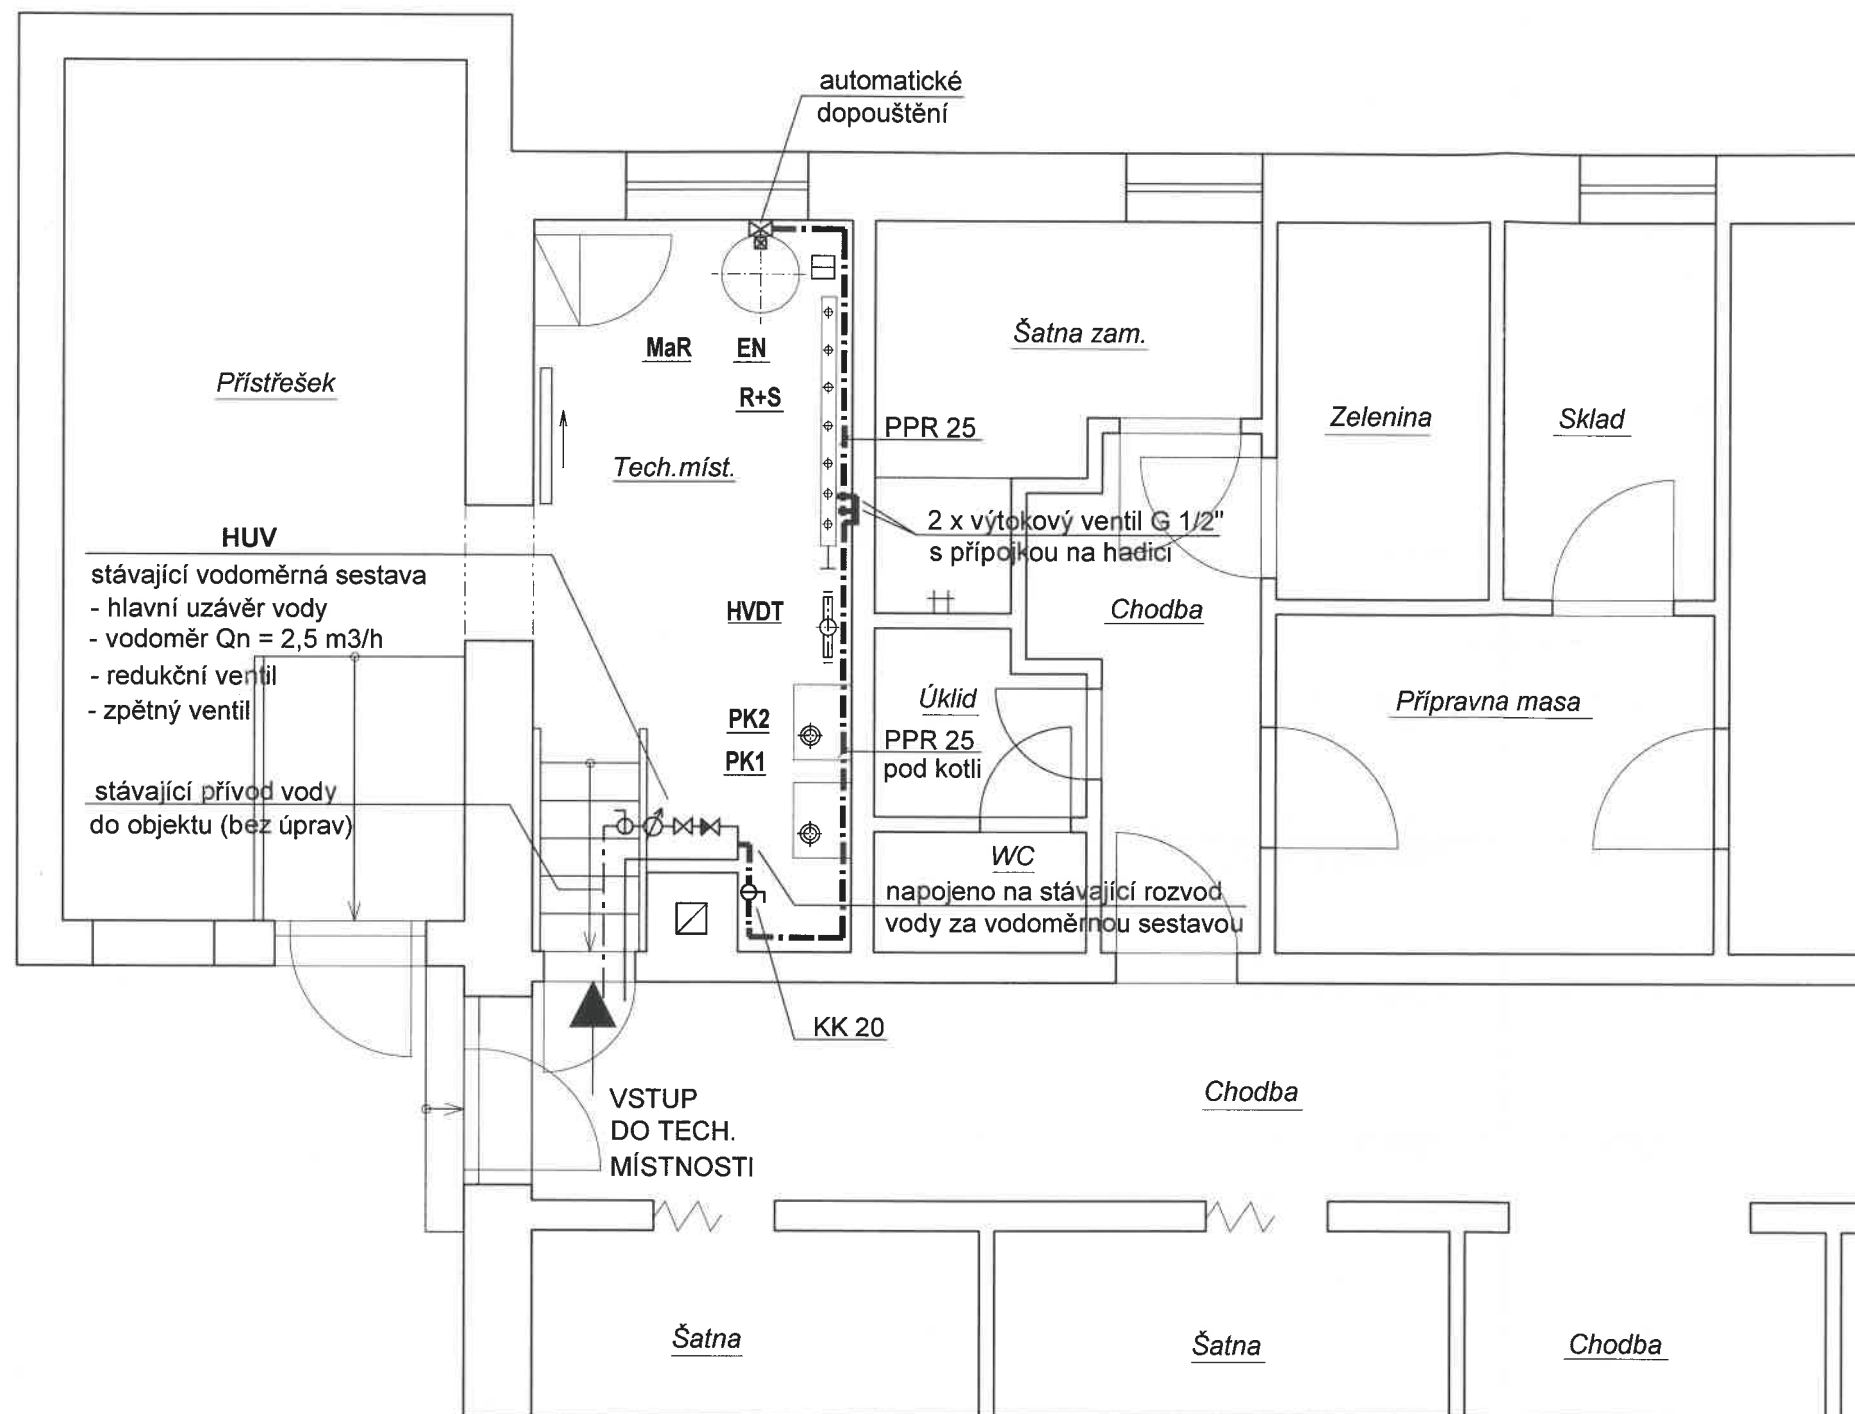 automatické
dopouštění
Přístřešek
MaR
EN
R+S
Tech.míst.
Šatna zam.
Zelenina
Sklad
PPR 25
2 x výtokový ventil G 1/2"
s přípojkou na hadici
HUV
stávající vodoměrná sestava
- hlavní uzávěr vody
- vodoměr Qn = 2,5 m3/h
- redukční ventil
- zpětný ventil
HVDT
Chodba
Úklid
Přípravna masa
PK2
PK1
PPR 25
pod kotli
stávající přívod vody
do objektu (bez úprav)
WC
napojeno na stávající rozvod
vody za vodoměrnou sestavou
KK 20
VSTUP
DO TECH.
MÍSTNOSTI
Chodba
Šatna
Šatna
Chodba